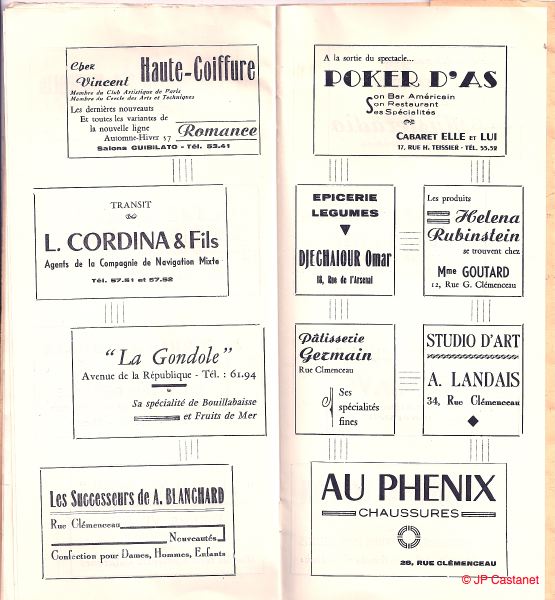 Chez Vincent Haute-Coiffure
Membre du Club Artistique de Paris
Membre du Cercle des Arts et Techniques
Les dernières nouveautés
Et toutes les variantes de
la nouvelle ligne
Automne-Hiver 57 Romance
Salons GUIBILATO - Tél. 53.41
TRANSIT
L. CORDINA & Fils
Agents de la Compagnie de Navigation Mixte
Tél. 57.51 et 57.52
"La Gondole"
Avenue de la République - Tél : 61.94
Sa spécialité de Bouillabaisse
et Fruits de Mer
Les Successeurs de A. BLANCHARD
Rue Clémenceau
Nouveautés
Confection pour Dames, Hommes, Enfants
A la sortie du spectacle...
POKER D'AS
Son Bar Américain
Son Restaurant
Ses Spécialités
CABARET ELLE ET LUI
17, RUE H. TEISSIER - TÉL. 55.52
EPICERIE
LEGUMES
DJECHAIOUR Omar
18, Rue de l'Arsenal
Les produits
Helena
Rubinstein
se trouvent chez
Mme GOUTARD
12, Rue G. Clémenceau
Pâtisserie
Germain
Rue Clmenceau
Ses
spécialités
fines
STUDIO D'ART
A. LANDAIS
34, Rue Clémenceau
AU PHENIX
CHAUSSURES
26, RUE CLÉMENCEAU
© JP Castanet